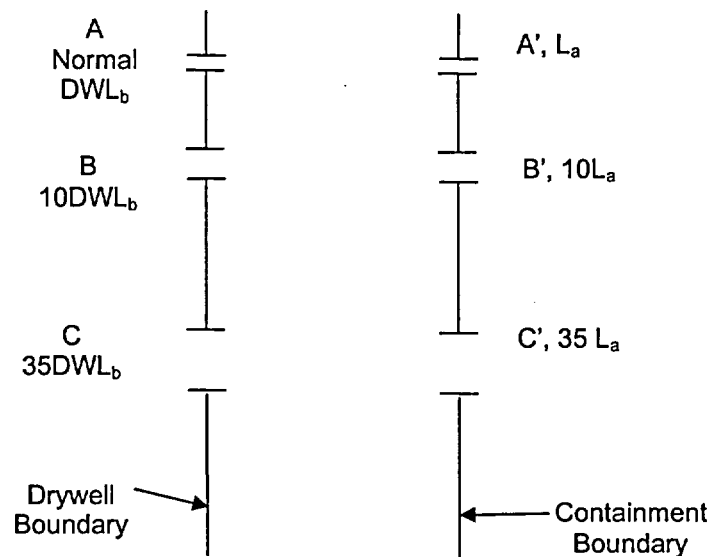 A
Normal
DWLb
A', La
B
10DWLb
B', 10La
C
35DWLb
C', 35 La
Drywell
Boundary
Containment
Boundary